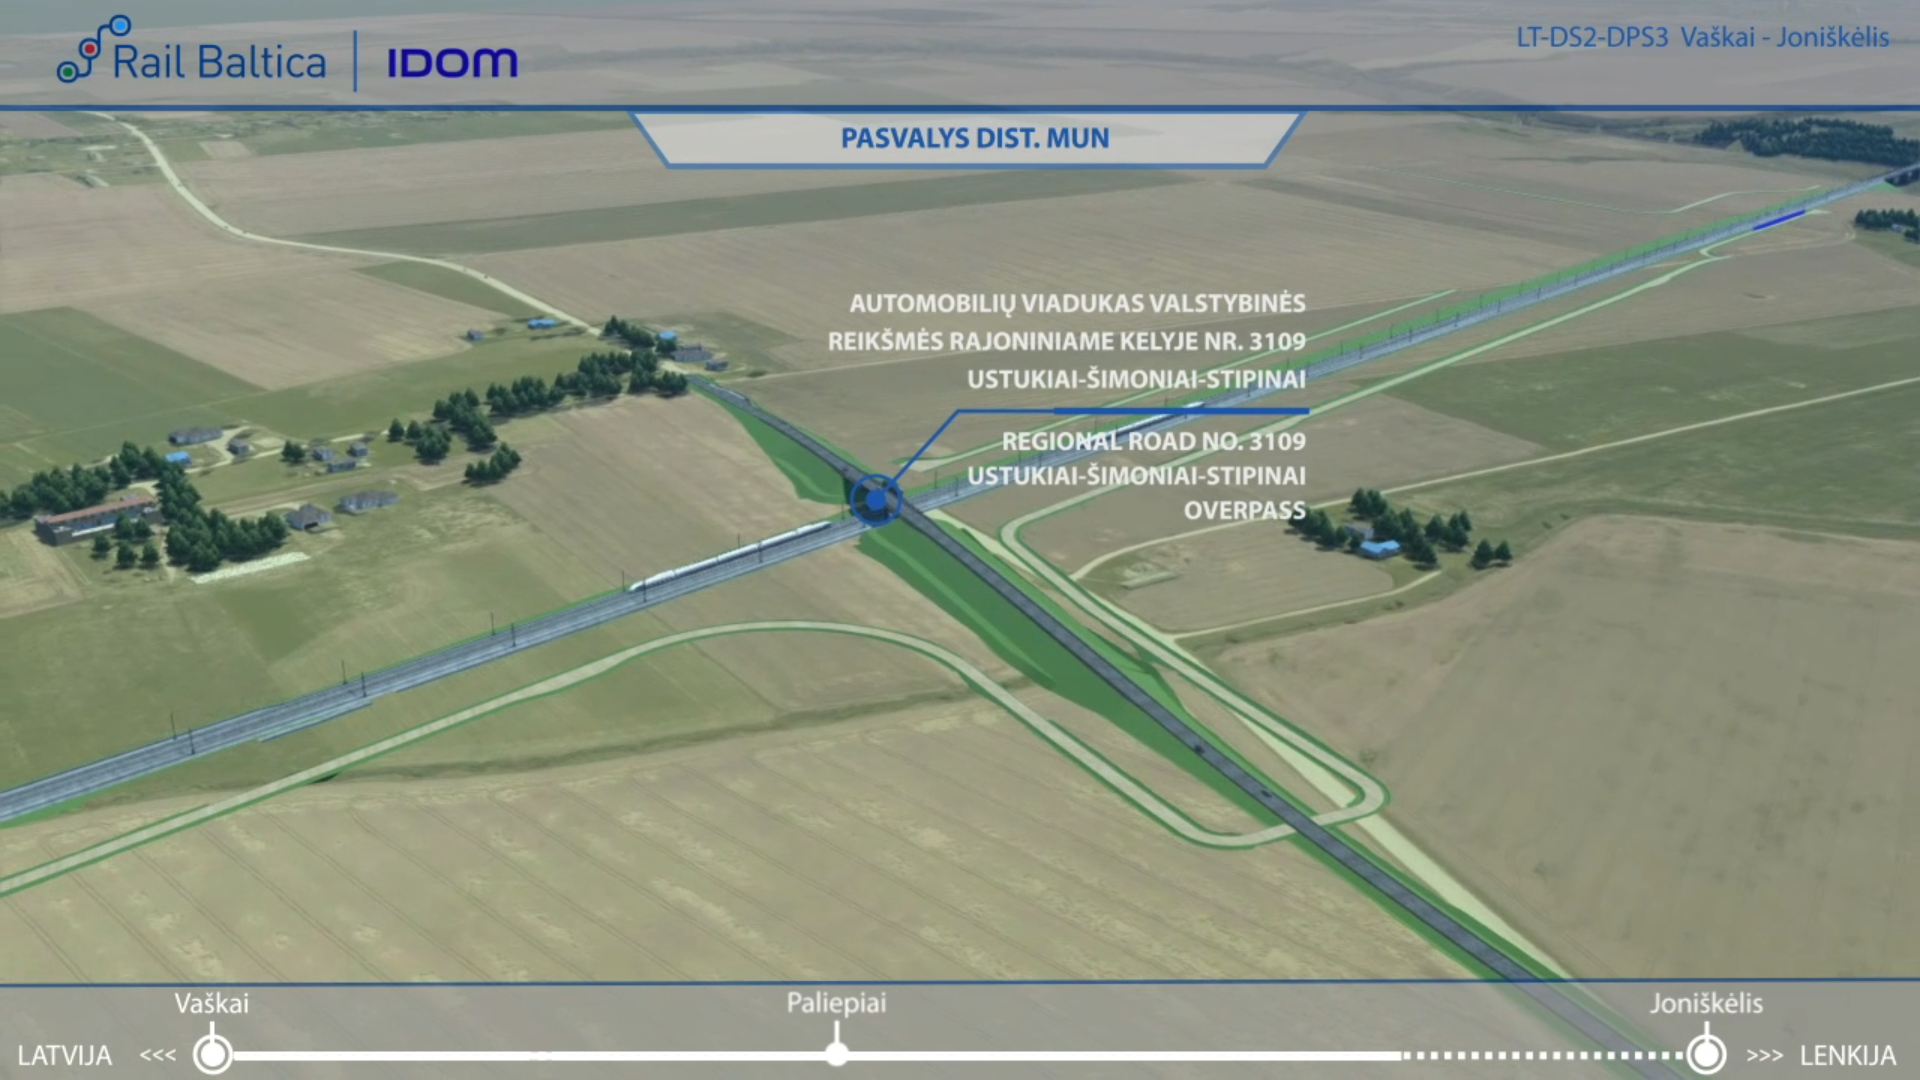 Rail Baltica
IDOM
LT-DS2-DPS3 Vaškai - Joniškėlis
PASVALYS DIST. MUN
AUTOMOBILIŲ VIADUKAS VALSTYBINĖS
REIKŠMĖS RAJONINIAME KELYJE NR. 3109
USTUKIAI-ŠIMONIAI-STIPINAI
REGIONAL ROAD NO. 3109
USTUKIAI-ŠIMONIAI-STIPINAI
OVERPASS
Vaškai
Paliepiai
Joniškėlis
LATVIJA <<<
>>> LENKIJA